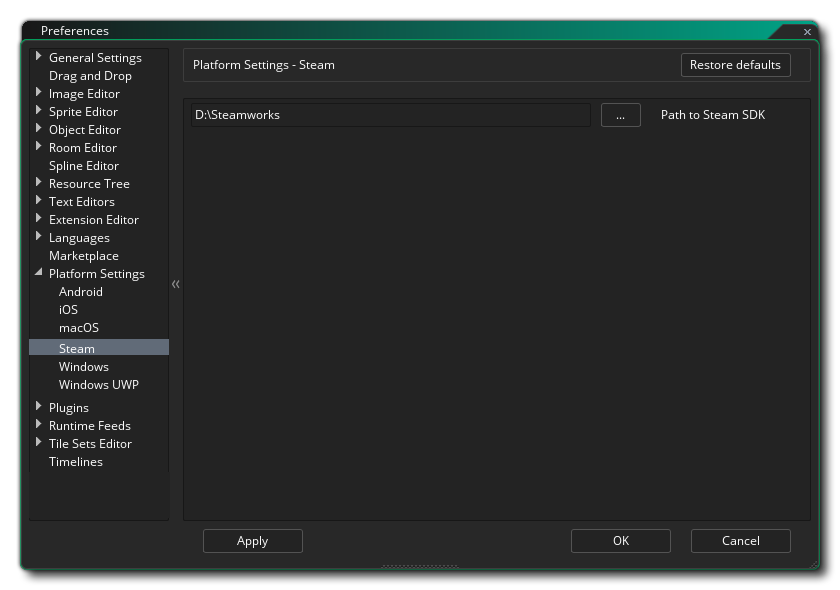 Preferences
General Settings
Drag and Drop
Image Editor
Sprite Editor
Object Editor
Room Editor
Spline Editor
Resource Tree
Text Editors
Extension Editor
Languages
Marketplace
Platform Settings
Android
iOS
macOS
Steam
Windows
Windows UWP
Plugins
Runtime Feeds
Tile Sets Editor
Timelines
Platform Settings - Steam
Restore defaults
D:\Steamworks
...
Path to Steam SDK
Apply
OK
Cancel